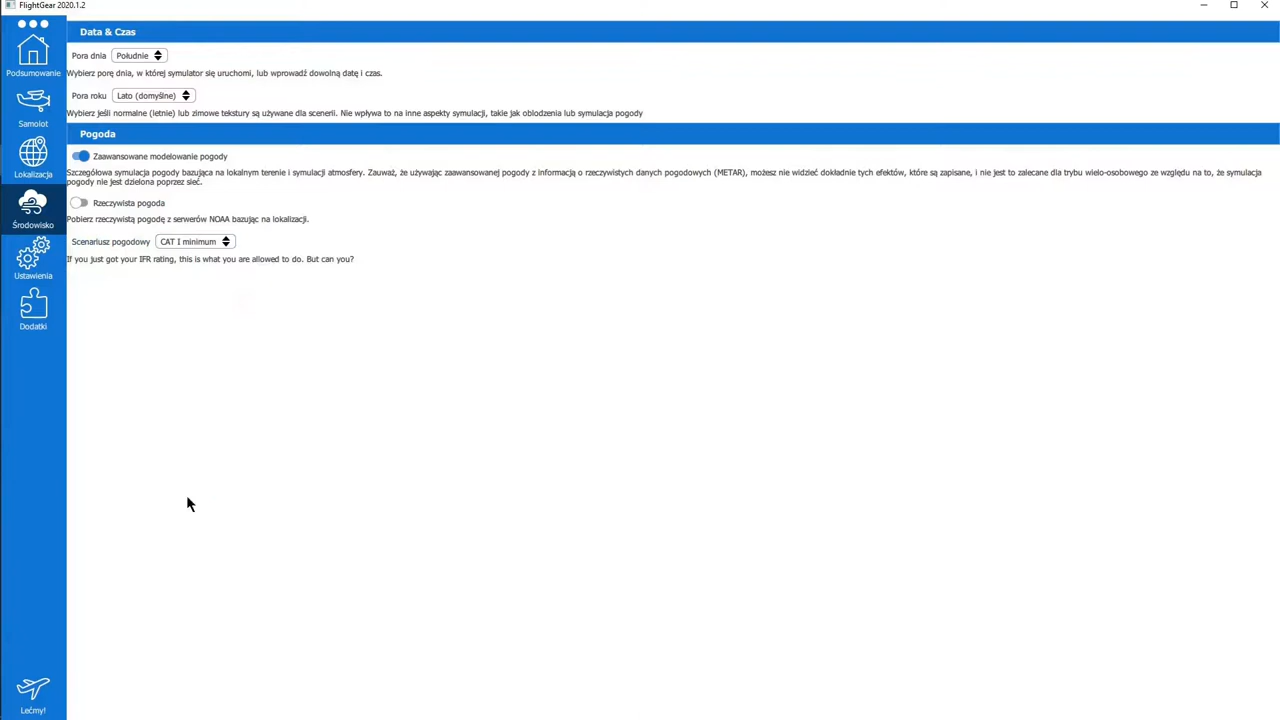 FlightGear 2020.1.2
Podsumowanie
Samolot
Lokalizacja
Środowisko
Ustawienia
Dodatki
Lećmy!
Data & Czas
Pora dnia Południe
Wybierz porę dnia, w której symulator się uruchomi, lub wprowadź dowolną datę i czas.
Pora roku Lato (domyślne)
Wybierz jeśli normalne (letnie) lub zimowe tekstury są używane dla scenerii. Nie wpływa to na inne aspekty symulacji, takie jak oblodzenia lub symulacja pogody
Pogoda
Zaawansowane modelowanie pogody
Szczegółowa symulacja pogody bazująca na lokalnym terenie i symulacji atmosfery. Zauważ, że używając zaawansowanej pogody z informacją o rzeczywistych danych pogodowych (METAR), możesz nie widzieć dokładnie tych efektów, które są zapisane, i nie jest to zalecane dla trybu wielo-osobowego ze względu na to, że symulacja
pogody nie jest dzielona poprzez sieć.
Rzeczywista pogoda
Pobierz rzeczywistą pogodę z serwerów NOAA bazując na lokalizacji.
Scenariusz pogodowy CAT I minimum
If you just got your IFR rating, this is what you are allowed to do. But can you?